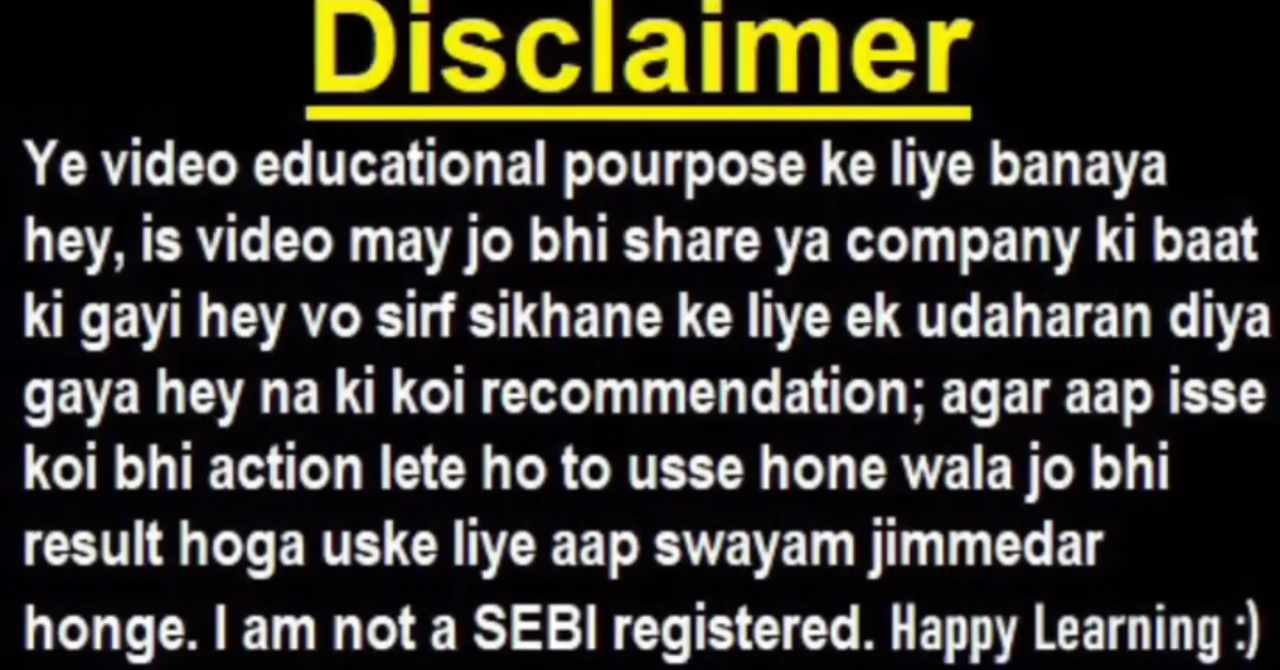 Disclaimer
Ye video educational pourpose ke liye banaya
hey, is video may jo bhi share ya company ki baat
ki gayi hey vo sirf sikhane ke liye ek udaharan diya
gaya hey na ki koi recommendation; agar aap isse
koi bhi action lete ho to usse hone wala jo bhi
result hoga uske liye aap swayam jimmedar
honge. I am not a SEBI registered. Happy Learning :)